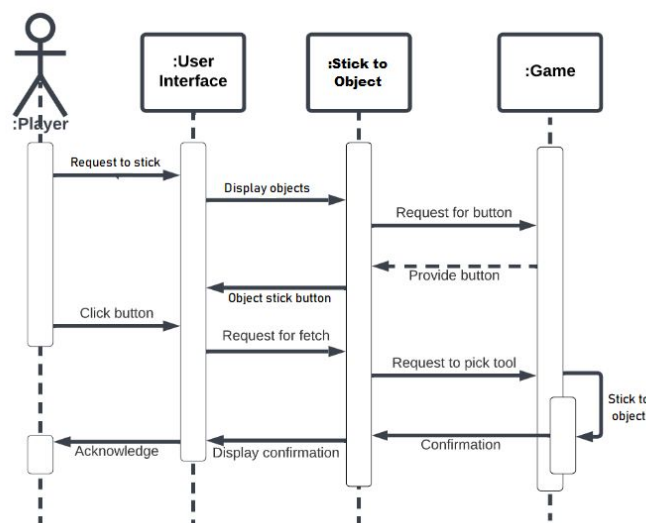 :Player
:User
Interface
:Stick to
Object
:Game
Request to stick
Display objects
Request for button
Provide button
Object stick button
Click button
Request for fetch
Request to pick tool
Stick to
object
Confirmation
Display confirmation
Acknowledge